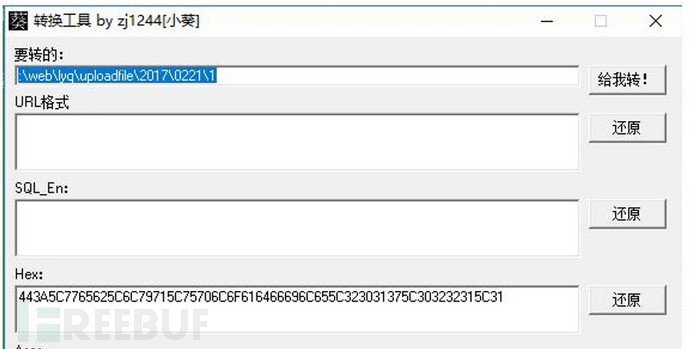 葵 转换工具 by zj1244[小葵]
要转的:
:\web\lyq\uploadfile\2017\0221\1
给我转!
URL格式
还原
SQL_En:
还原
Hex:
443A5C7765625C6C79715C75706C6F616466696C655C323031375C303232315C31
还原
FREEBUF